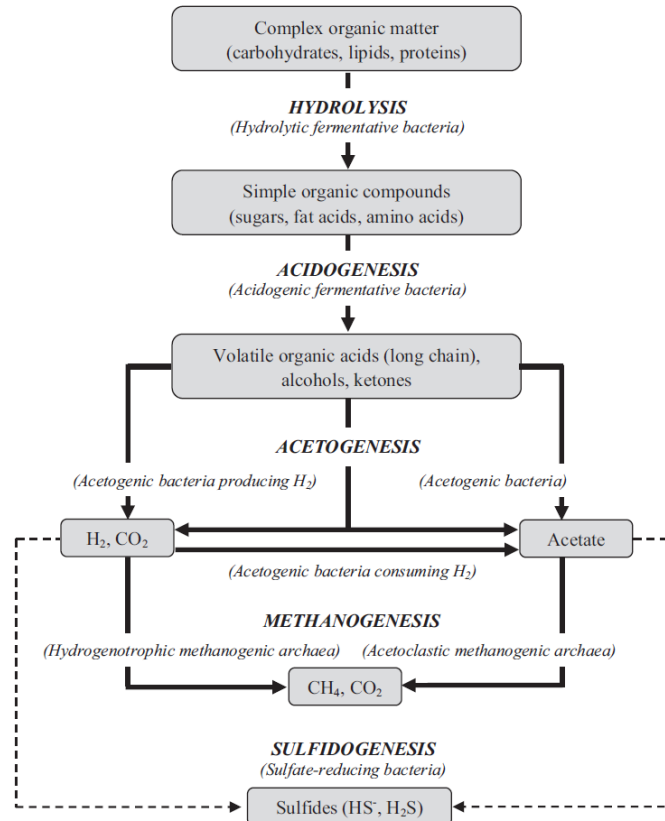 Complex organic matter
(carbohydrates, lipids, proteins)
HYDROLYSIS
(Hydrolytic fermentative bacteria)
Simple organic compounds
(sugars, fat acids, amino acids)
ACIDOGENESIS
(Acidogenic fermentative bacteria)
Volatile organic acids (long chain),
alcohols, ketones
ACETOGENESIS
(Acetogenic bacteria producing H₂)
(Acetogenic bacteria)
H₂, CO₂
Acetate
(Acetogenic bacteria consuming H₂)
METHANOGENESIS
(Hydrogenotrophic methanogenic archaea)
(Acetoclastic methanogenic archaea)
CH₄, CO₂
SULFIDOGENESIS
(Sulfate-reducing bacteria)
Sulfides (HS⁻, H₂S)